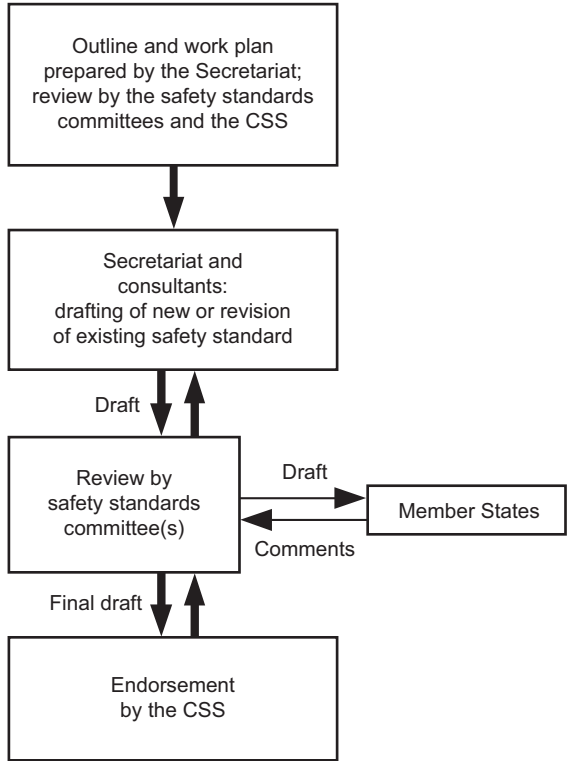 Outline and work plan
prepared by the Secretariat;
review by the safety standards
committees and the CSS
Secretariat and
consultants:
drafting of new or revision
of existing safety standard
Draft
Review by
safety standards
committee(s)
Draft
Member States
Comments
Final draft
Endorsement
by the CSS